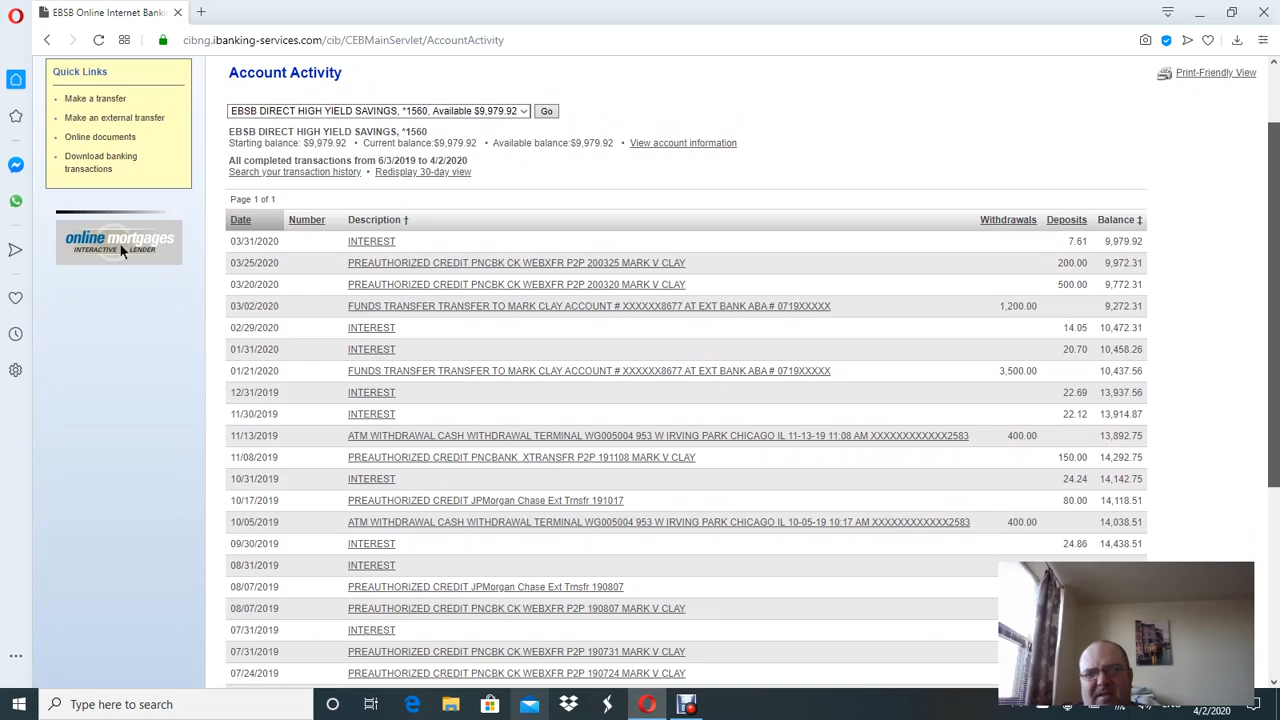 EBSB Online Internet Banki
cibng.ibanking-services.com/cib/CEBMainServlet/AccountActivity
Quick Links
Make a transfer
Make an external transfer
Online documents
Download banking
transactions
online mortgages
INTERACTIVE LENDER
Account Activity
Print-Friendly View
EBSB DIRECT HIGH YIELD SAVINGS, *1560, Available $9,979.92 Go
EBSB DIRECT HIGH YIELD SAVINGS, *1560
Starting balance: $9,979.92 • Current balance:$9,979.92 • Available balance:$9,979.92 • View account information
All completed transactions from 6/3/2019 to 4/2/2020
Search your transaction history • Redisplay 30-day view
Page 1 of 1
Date Number Description † Withdrawals Deposits Balance ‡
03/31/2020 INTEREST 7.61 9,979.92
03/25/2020 PREAUTHORIZED CREDIT PNCBK CK WEBXFR P2P 200325 MARK V CLAY 200.00 9,972.31
03/20/2020 PREAUTHORIZED CREDIT PNCBK CK WEBXFR P2P 200320 MARK V CLAY 500.00 9,772.31
03/02/2020 FUNDS TRANSFER TRANSFER TO MARK CLAY ACCOUNT # XXXXXX8677 AT EXT BANK ABA # 0719XXXXX 1,200.00 9,272.31
02/29/2020 INTEREST 14.05 10,472.31
01/31/2020 INTEREST 20.70 10,458.26
01/21/2020 FUNDS TRANSFER TRANSFER TO MARK CLAY ACCOUNT # XXXXXX8677 AT EXT BANK ABA # 0719XXXXX 3,500.00 10,437.56
12/31/2019 INTEREST 22.69 13,937.56
11/30/2019 INTEREST 22.12 13,914.87
11/13/2019 ATM WITHDRAWAL CASH WITHDRAWAL TERMINAL WG005004 953 W IRVING PARK CHICAGO IL 11-13-19 11:08 AM XXXXXXXXXXXX2583 400.00 13,892.75
11/08/2019 PREAUTHORIZED CREDIT PNCBANK XTRANSFR P2P 191108 MARK V CLAY 150.00 14,292.75
10/31/2019 INTEREST 24.24 14,142.75
10/17/2019 PREAUTHORIZED CREDIT JPMorgan Chase Ext Trnsfr 191017 80.00 14,118.51
10/05/2019 ATM WITHDRAWAL CASH WITHDRAWAL TERMINAL WG005004 953 W IRVING PARK CHICAGO IL 10-05-19 10:17 AM XXXXXXXXXXXX2583 400.00 14,038.51
09/30/2019 INTEREST 24.86 14,438.51
08/31/2019 INTEREST
08/07/2019 PREAUTHORIZED CREDIT JPMorgan Chase Ext Trnsfr 190807
08/07/2019 PREAUTHORIZED CREDIT PNCBK CK WEBXFR P2P 190807 MARK V CLAY
07/31/2019 INTEREST
07/31/2019 PREAUTHORIZED CREDIT PNCBK CK WEBXFR P2P 190731 MARK V CLAY
07/24/2019 PREAUTHORIZED CREDIT PNCBK CK WEBXFR P2P 190724 MARK V CLAY
Type here to search
4/2/2020